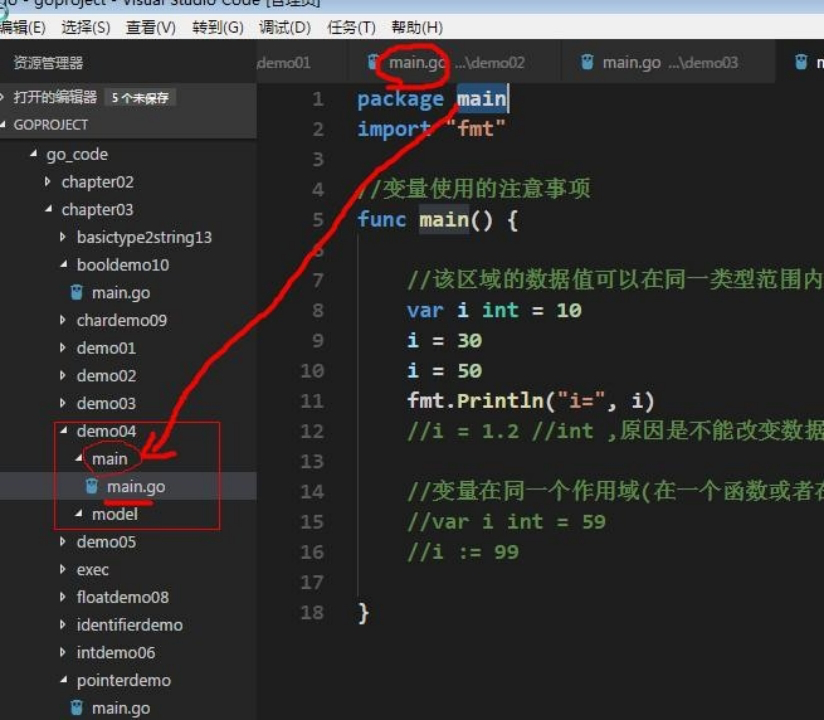 go - goproject - Visual Studio Code [管理员]
编辑(E) 选择(S) 查看(V) 转到(G) 调试(D) 任务(T) 帮助(H)
资源管理器
\demo01 main.go ...\demo02 main.go ...\demo03
打开的编辑器 5 个未保存
GOPROJECT
go_code
chapter02
chapter03
basictype2string13
booldemo10
main.go
chardemo09
demo01
demo02
demo03
demo04
main
main.go
model
demo05
exec
floatdemo08
identifierdemo
intdemo06
pointerdemo
main.go
1 package main
2 import "fmt"
3
4 //变量使用的注意事项
5 func main() {
6
7 //该区域的数据值可以在同一类型范围内
8 var i int = 10
9 i = 30
10 i = 50
11 fmt.Println("i=", i)
12 //i = 1.2 //int ,原因是不能改变数据
13
14 //变量在同一个作用域(在一个函数或者在
15 //var i int = 59
16 //i := 99
17
18 }